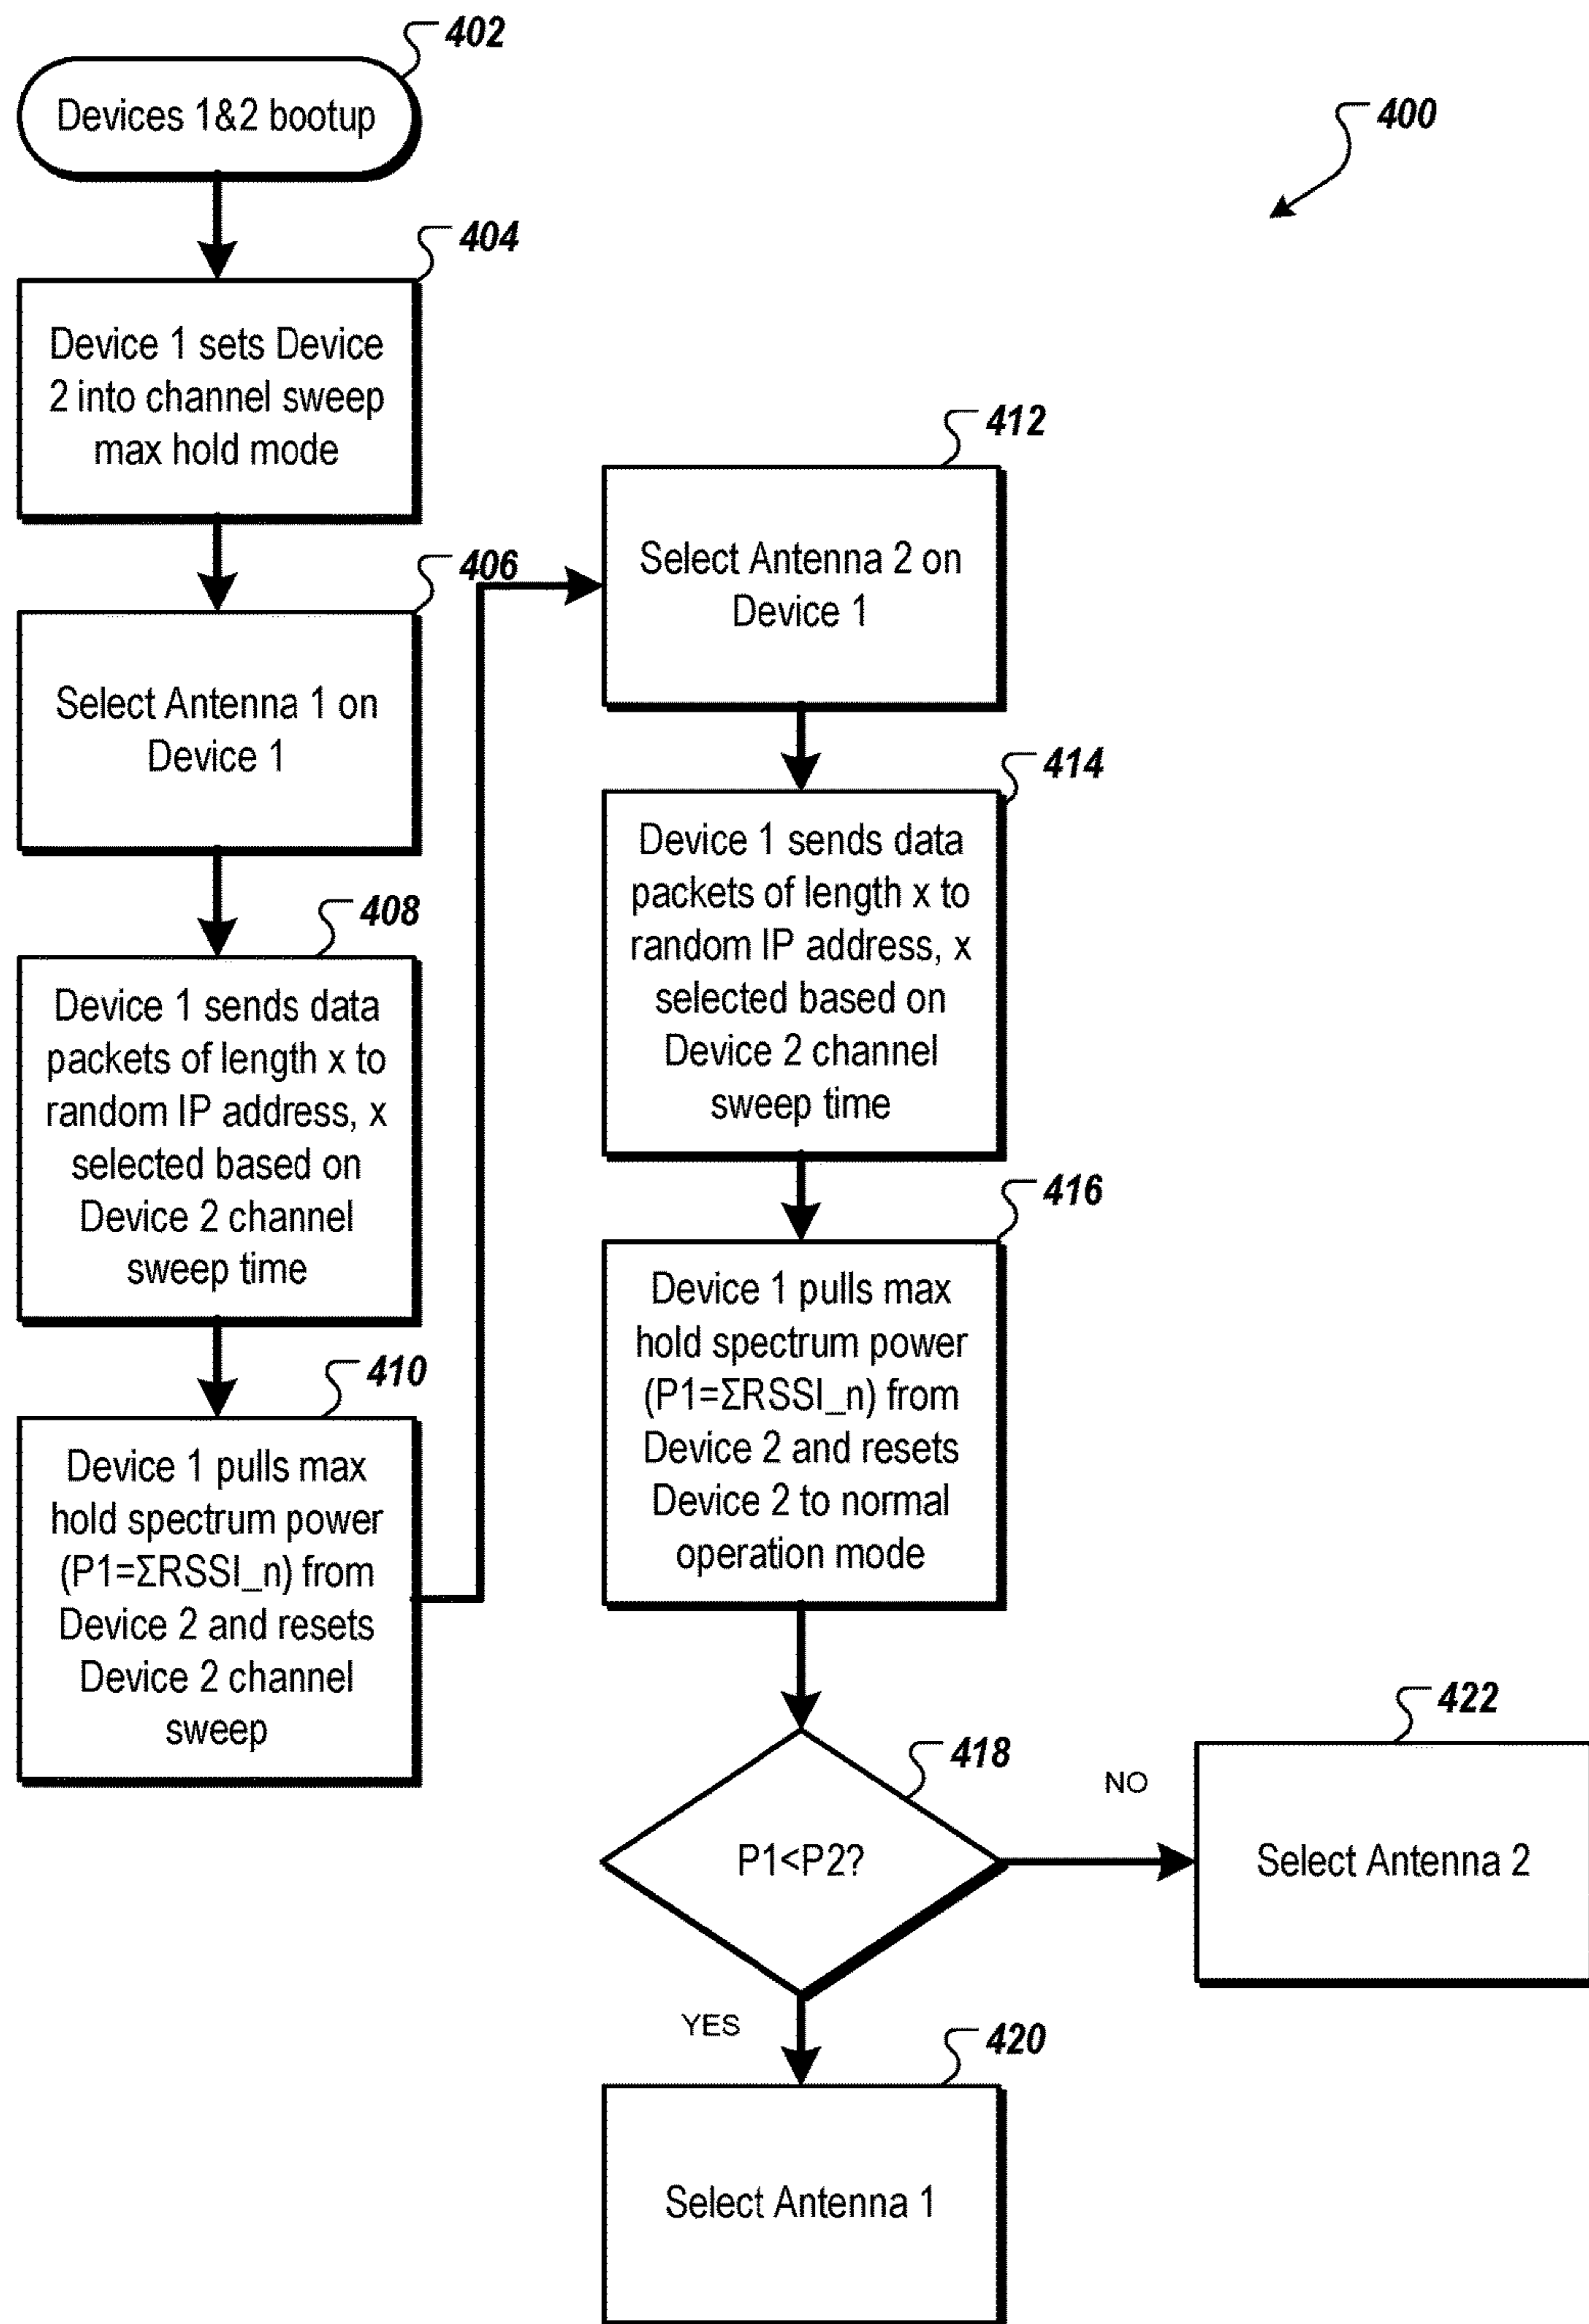 402
Devices 1&2 bootup
400
404
Device 1 sets Device
2 into channel sweep
max hold mode
406
Select Antenna 1 on
Device 1
408
Device 1 sends data
packets of length x to
random IP address, x
selected based on
Device 2 channel
sweep time
410
Device 1 pulls max
hold spectrum power
(P1=ΣRSSI_n) from
Device 2 and resets
Device 2 channel
sweep
412
Select Antenna 2 on
Device 1
414
Device 1 sends data
packets of length x to
random IP address, x
selected based on
Device 2 channel
sweep time
416
Device 1 pulls max
hold spectrum power
(P1=ΣRSSI_n) from
Device 2 and resets
Device 2 to normal
operation mode
418
P1<P2?
NO
422
Select Antenna 2
YES
420
Select Antenna 1